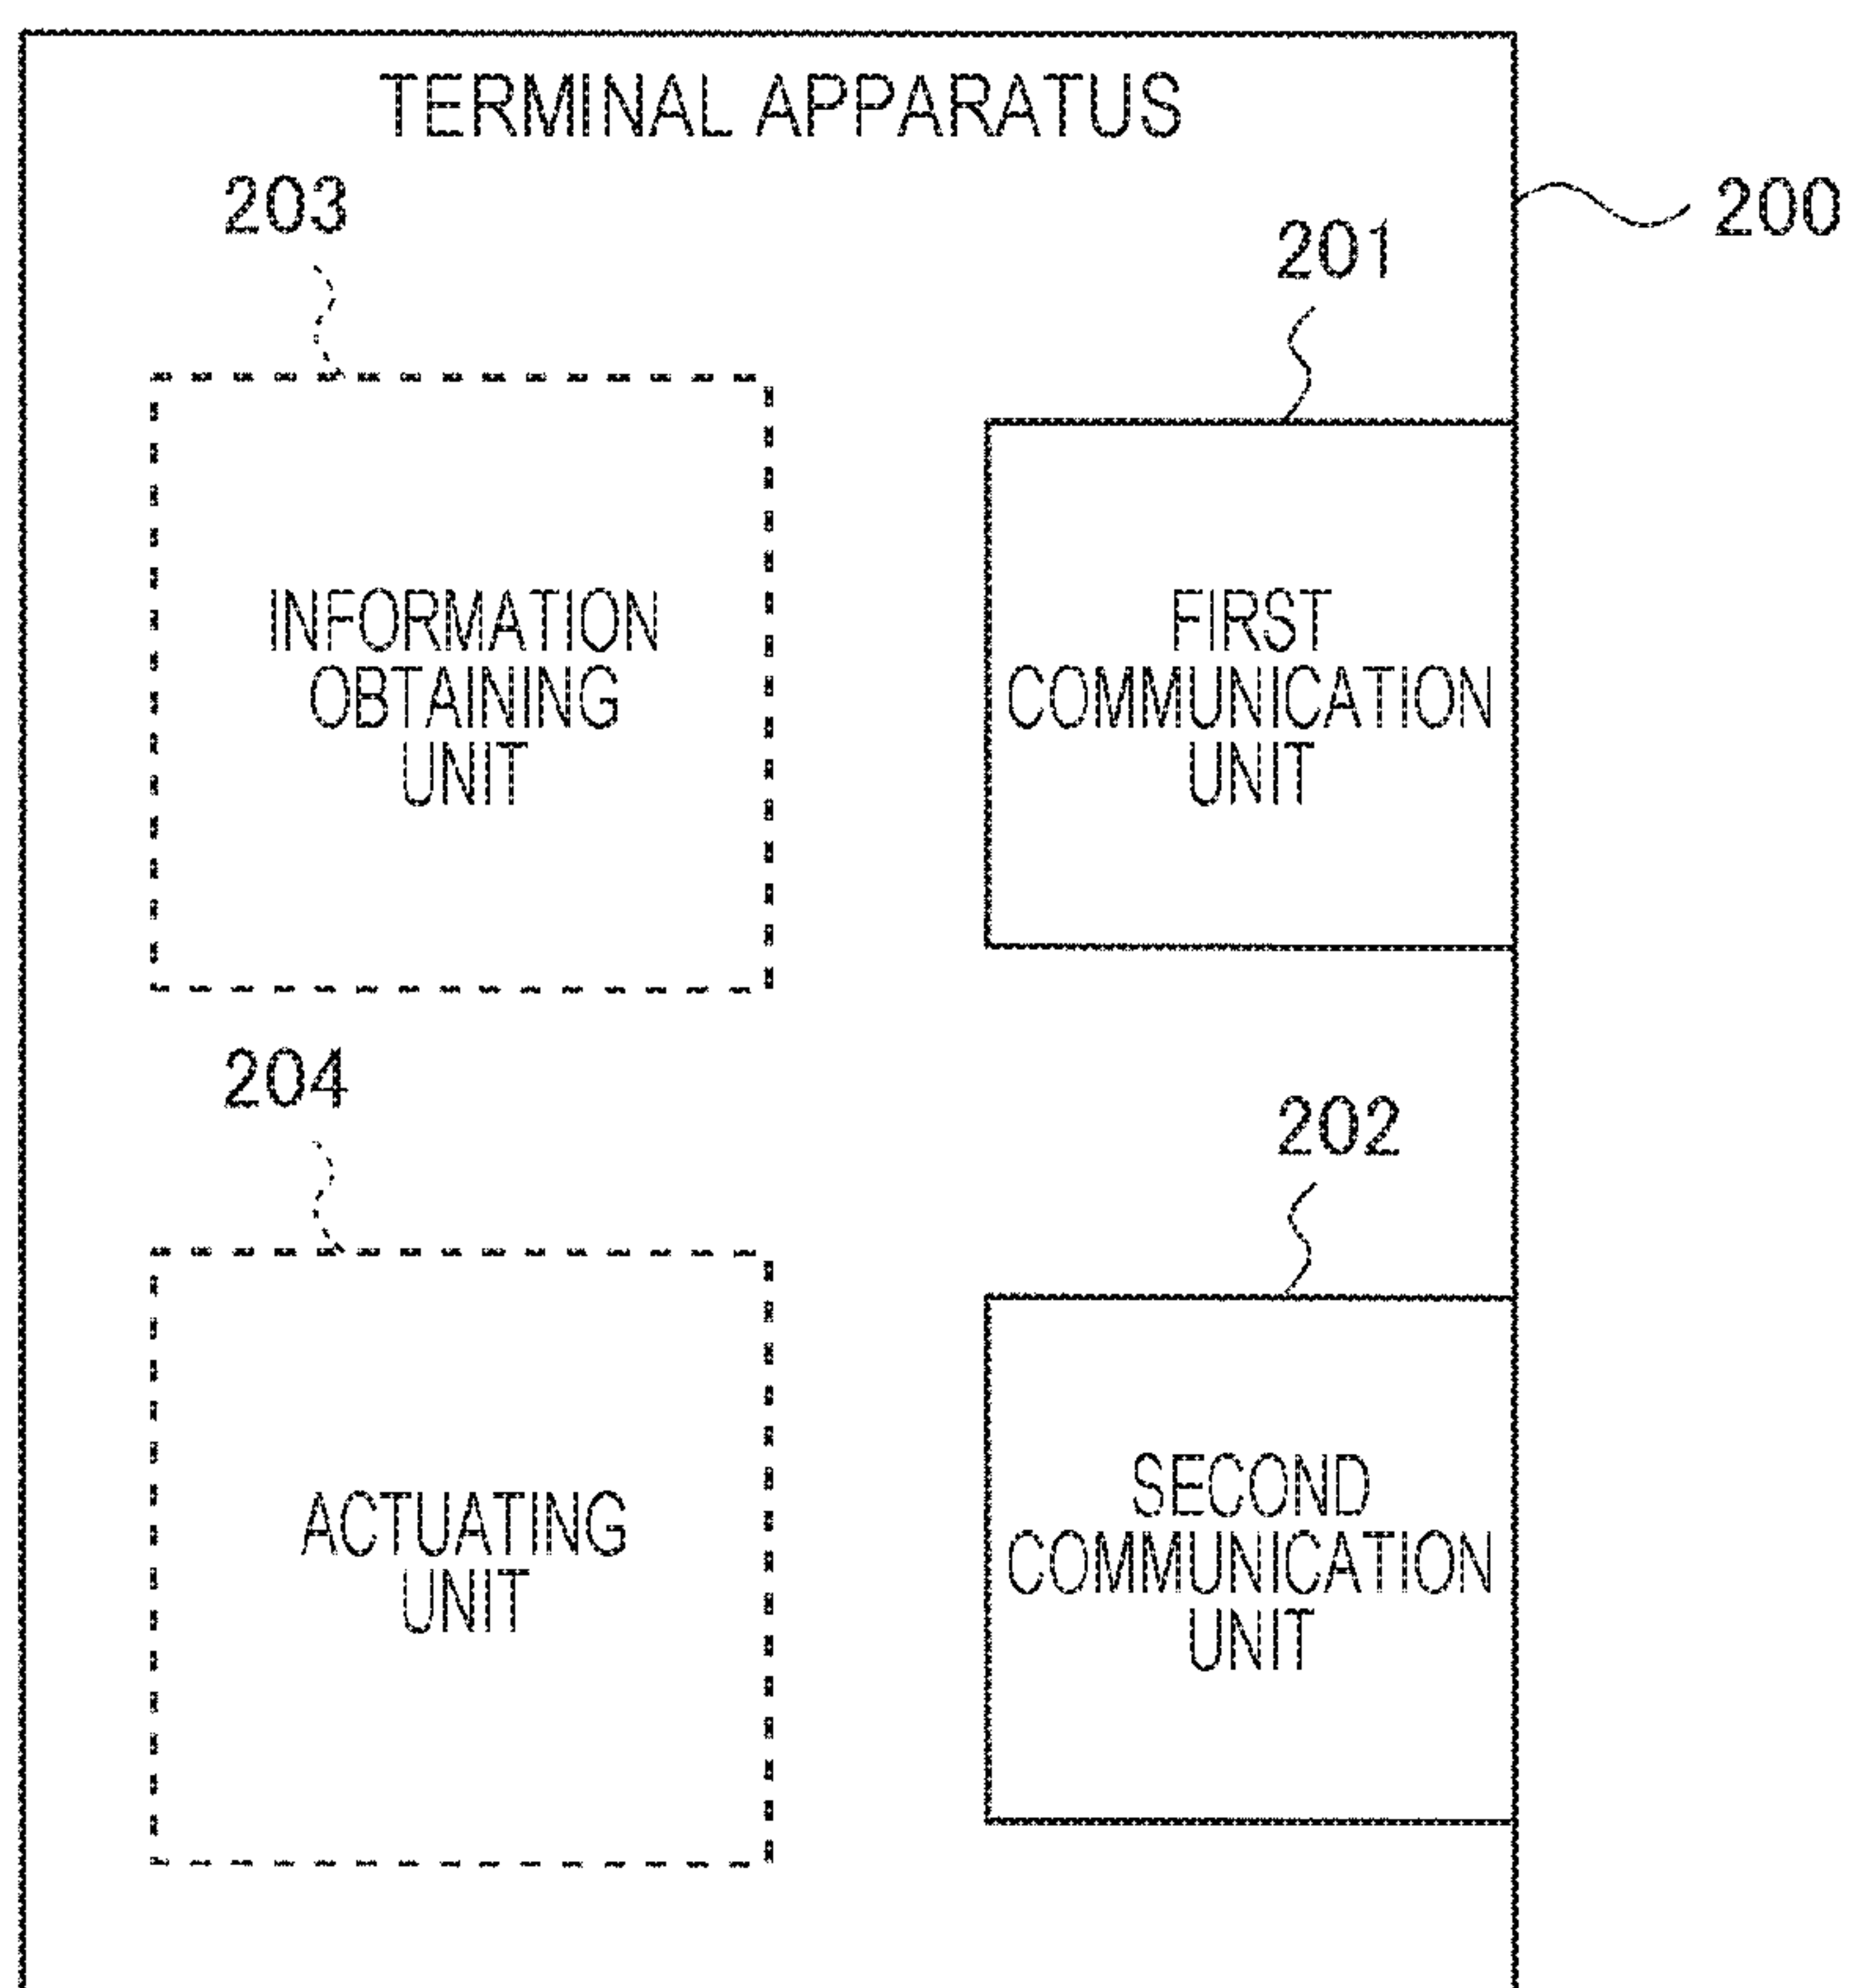 TERMINAL APPARATUS
203
200
201
INFORMATION
OBTAINING
UNIT
FIRST
COMMUNICATION
UNIT
204
202
ACTUATING
UNIT
SECOND
COMMUNICATION
UNIT